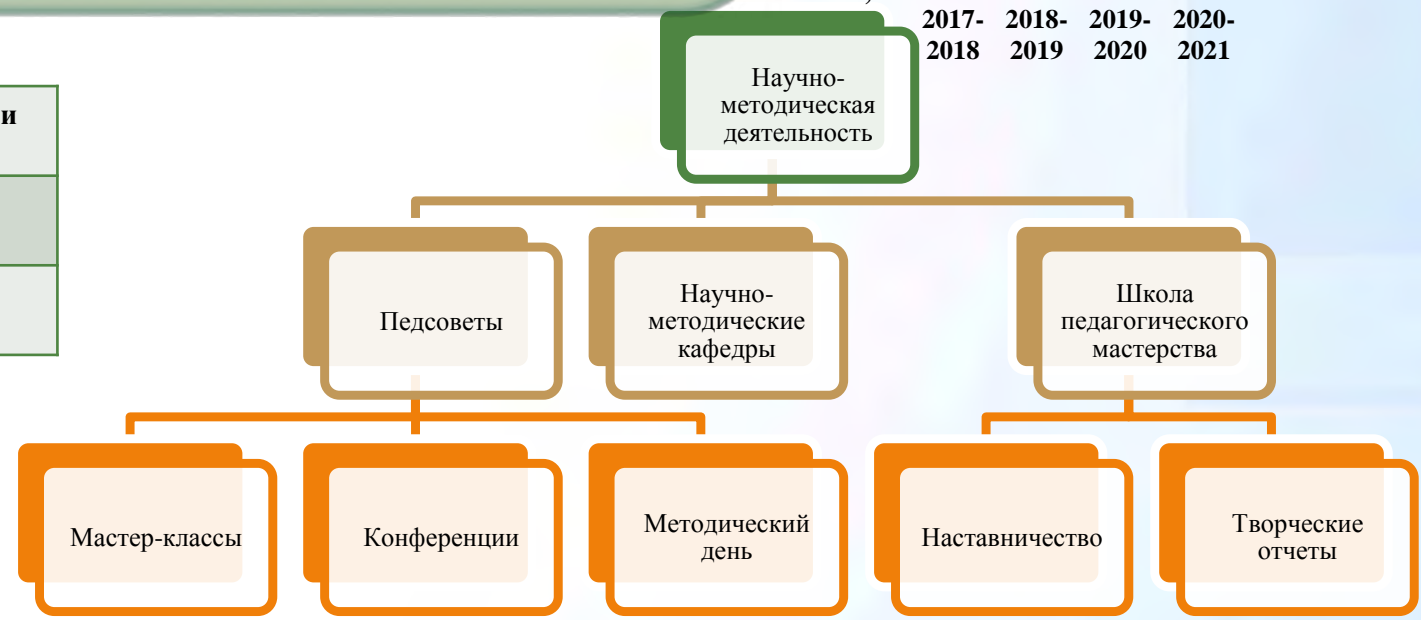 2017- 2018- 2019- 2020-
2018 2019 2020 2021
и
Научно-
методическая
деятельность
Педсоветы
Научно-
методические
кафедры
Школа
педагогического
мастерства
Мастер-классы
Конференции
Методический
день
Наставничество
Творческие
отчеты